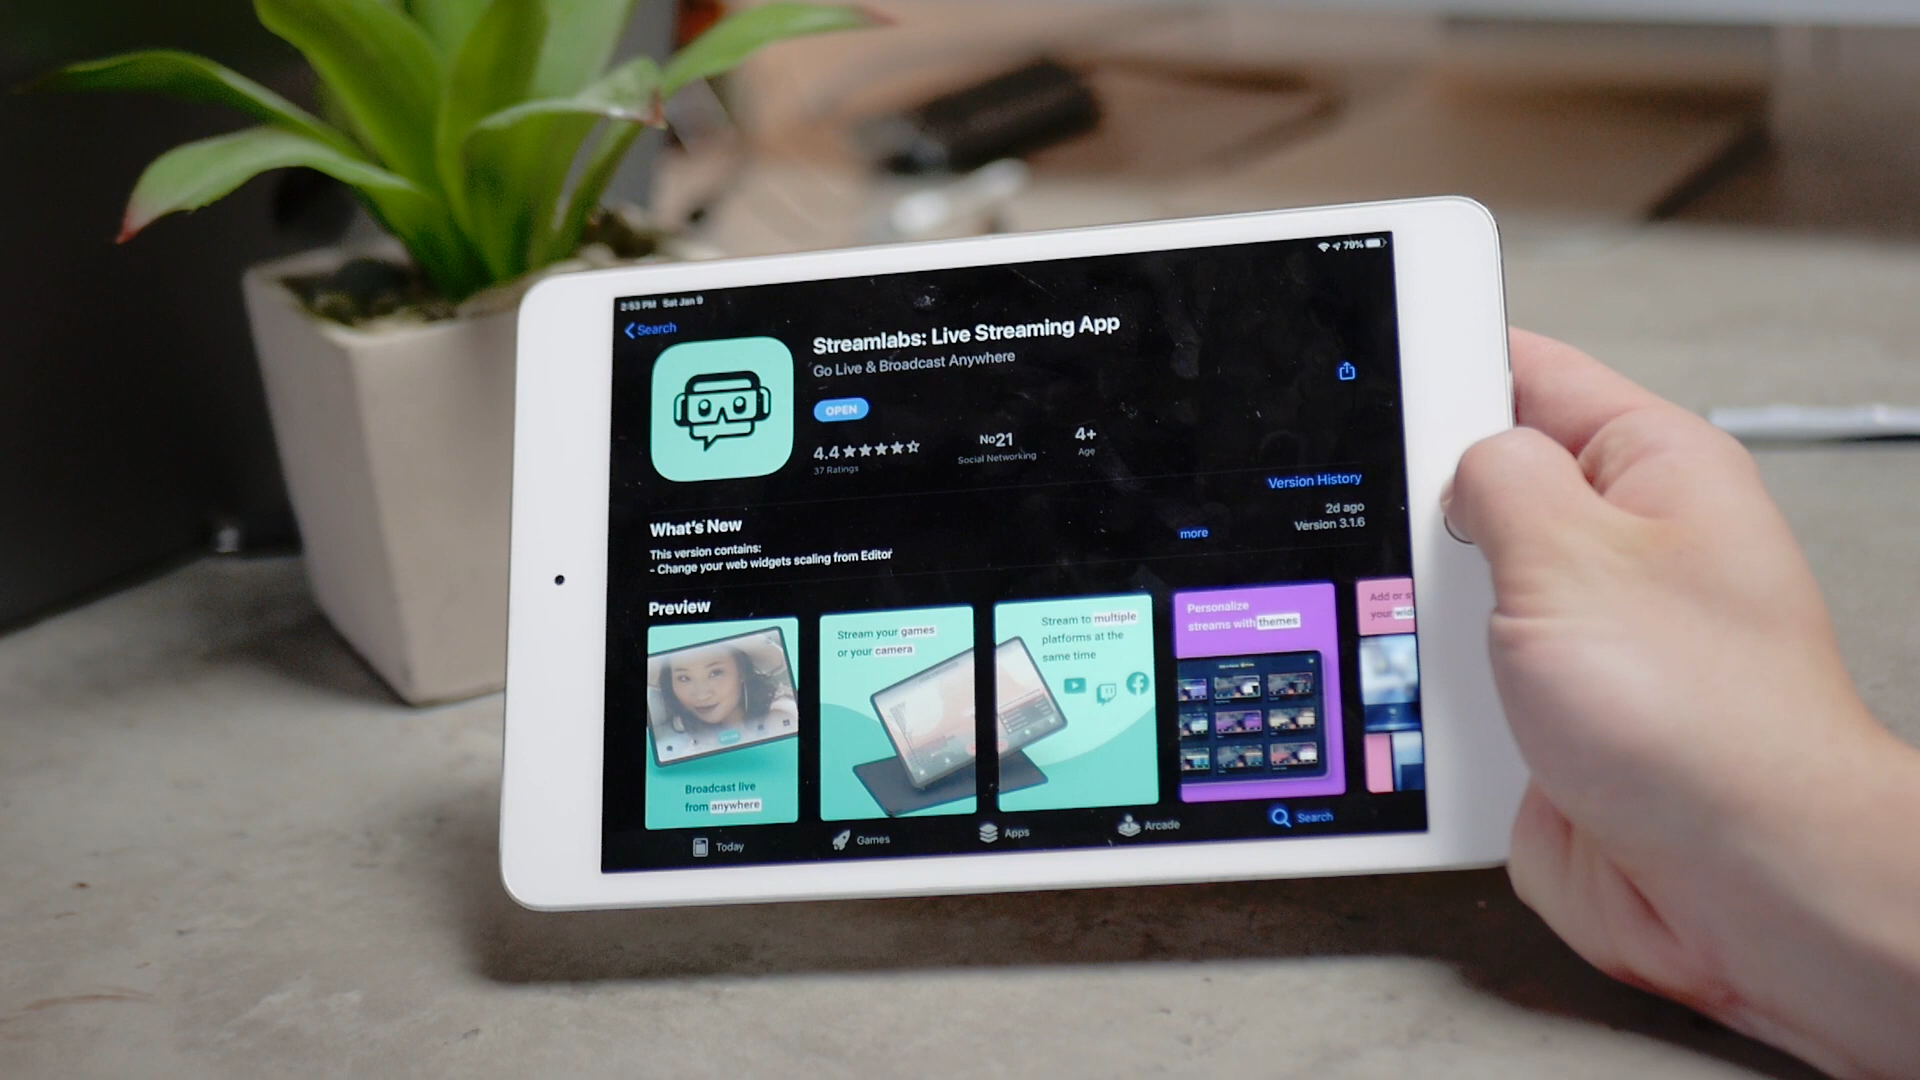 2:53 PM Sat Jan 9
79%
Search
Streamlabs: Live Streaming App
Go Live & Broadcast Anywhere
OPEN
4.4
37 Ratings
No21
Social Networking
4+
Age
Version History
What's New
2d ago
This version contains:
more
Version 3.1.6
- Change your web widgets scaling from Editor
Preview
Broadcast live
from anywhere
Stream your games
or your camera
Stream to multiple
platforms at the
same time
Personalize
streams with themes
Add or
your
Today
Games
Apps
Arcade
Search